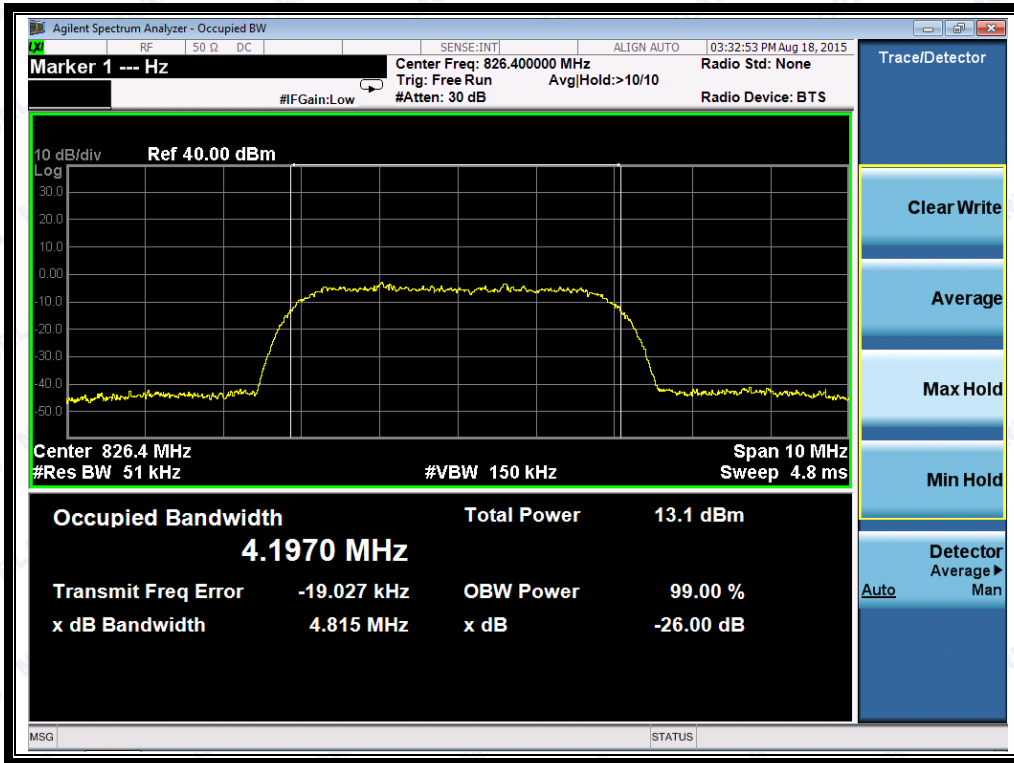 Agilent Spectrum Analyzer - Occupied BW
LXI RF 50 Ω DC SENSE:INT ALIGN AUTO 03:32:53 PM Aug 18, 2015
Marker 1 --- Hz
Center Freq: 826.400000 MHz Radio Std: None
Trig: Free Run Avg|Hold:>10/10
#IFGain:Low #Atten: 30 dB Radio Device: BTS
10 dB/div Ref 40.00 dBm
Log
30.0
20.0
10.0
0.00
-10.0
-20.0
-30.0
-40.0
-50.0
Center 826.4 MHz Span 10 MHz
#Res BW 51 kHz #VBW 150 kHz Sweep 4.8 ms
Occupied Bandwidth Total Power 13.1 dBm
4.1970 MHz
Transmit Freq Error -19.027 kHz OBW Power 99.00 %
x dB Bandwidth 4.815 MHz x dB -26.00 dB
MSG STATUS
Trace/Detector
Clear Write
Average
Max Hold
Min Hold
Detector
Average▶
Auto Man